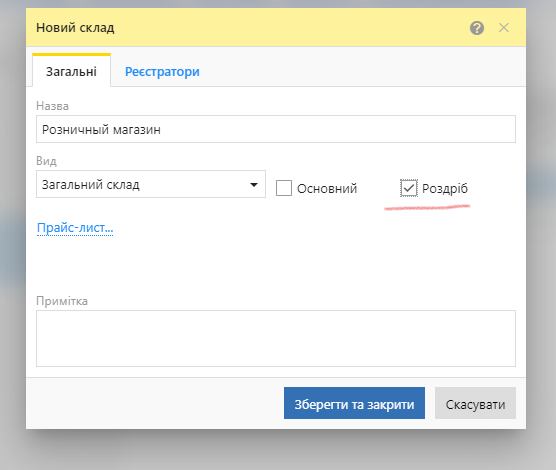 Новий склад
Загальні Реєстратори
Назва
Розничный магазин
Вид
Загальний склад Основний Роздріб
Прайс-лист...
Примітка
Зберегти та закрити Скасувати